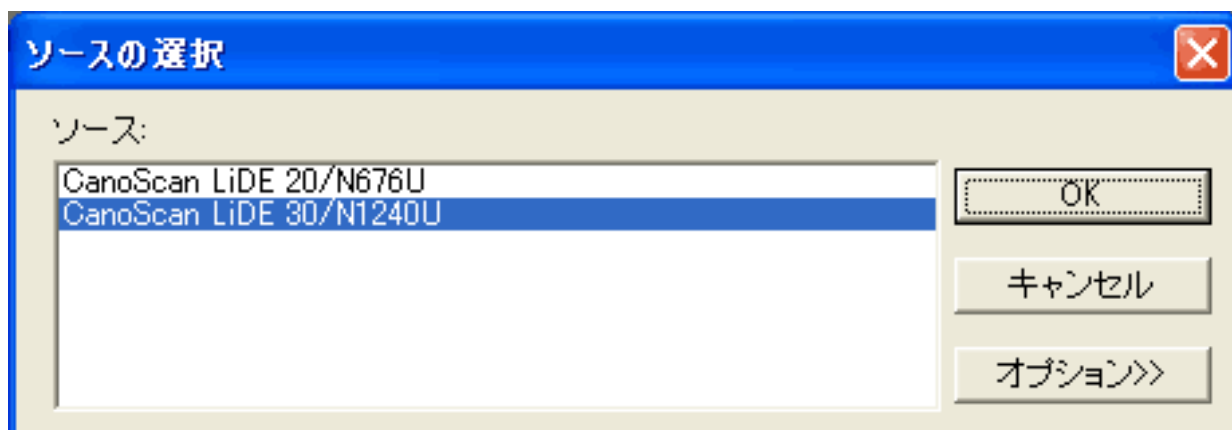 ソースの選択
ソース:
CanoScan LiDE 20/N676U
CanoScan LiDE 30/N1240U
OK
キャンセル
オプション>>